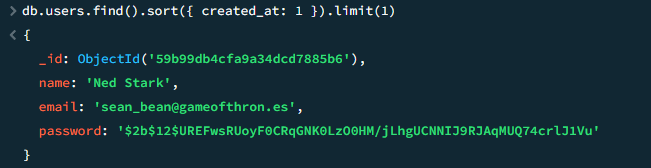 > db.users.find().sort({ created_at: 1 }).limit(1)
< {
_id: ObjectId('59b99db4cfa9a34dcd7885b6'),
name: 'Ned Stark',
email: 'sean_bean@gameofthron.es',
password: '$2b$12$UREFwsRUoyF0CRqGNK0LzO0HM/jLhgUCNNIJ9RJAqMUQ74crlJ1Vu'
}